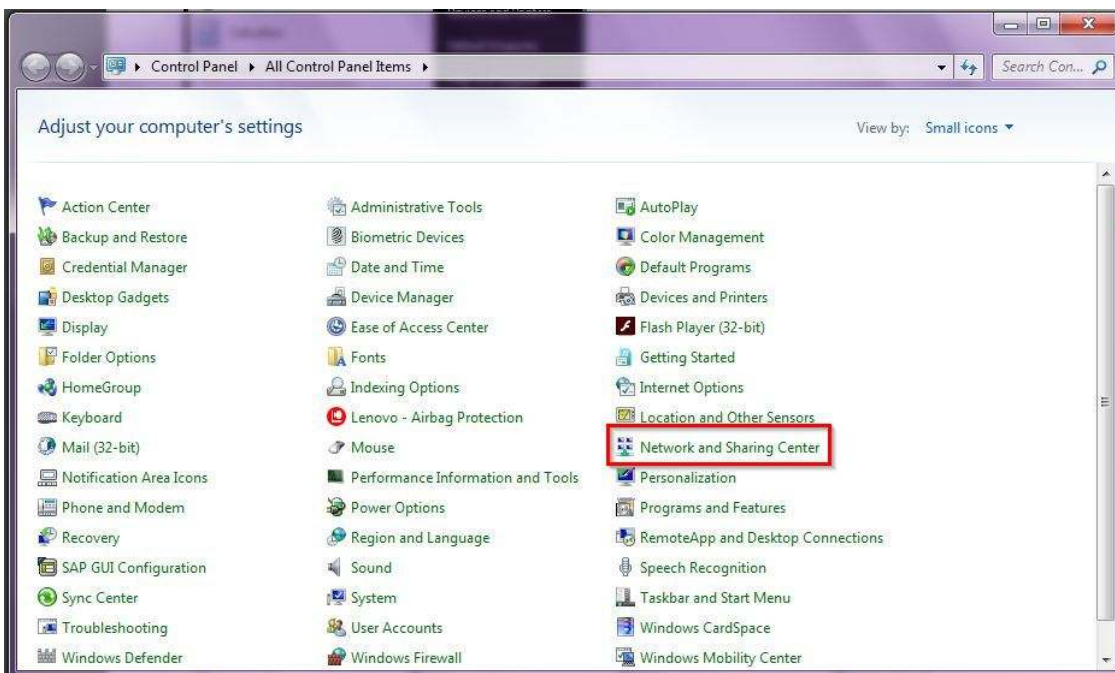 Control Panel ▸ All Control Panel Items ▸ Search Con...
Adjust your computer's settings
View by: Small icons
Action Center
Backup and Restore
Credential Manager
Desktop Gadgets
Display
Folder Options
HomeGroup
Keyboard
Mail (32-bit)
Notification Area Icons
Phone and Modem
Recovery
SAP GUI Configuration
Sync Center
Troubleshooting
Windows Defender
Administrative Tools
Biometric Devices
Date and Time
Device Manager
Ease of Access Center
Fonts
Indexing Options
Lenovo - Airbag Protection
Mouse
Performance Information and Tools
Power Options
Region and Language
Sound
System
User Accounts
Windows Firewall
AutoPlay
Color Management
Default Programs
Devices and Printers
Flash Player (32-bit)
Getting Started
Internet Options
Location and Other Sensors
Network and Sharing Center
Personalization
Programs and Features
RemoteApp and Desktop Connections
Speech Recognition
Taskbar and Start Menu
Windows CardSpace
Windows Mobility Center